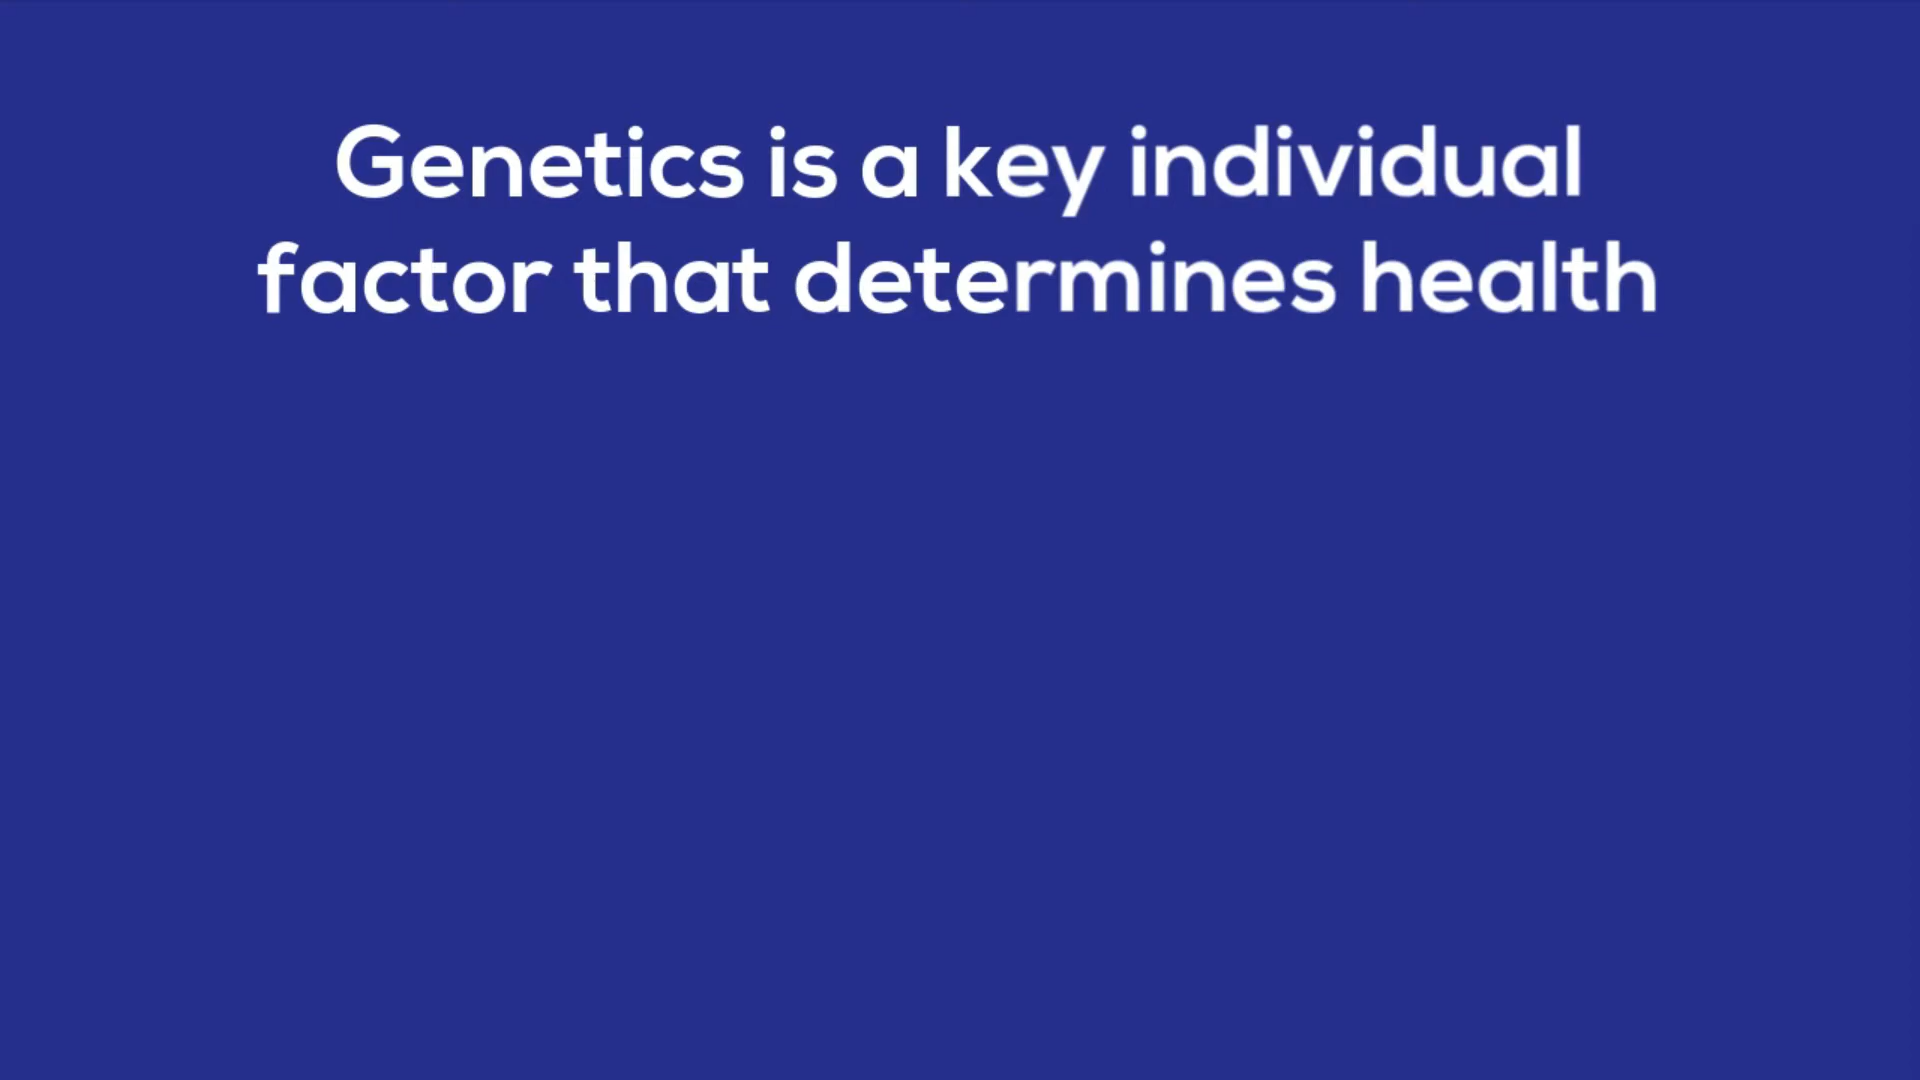 Genetics is a key individual
factor that determines health